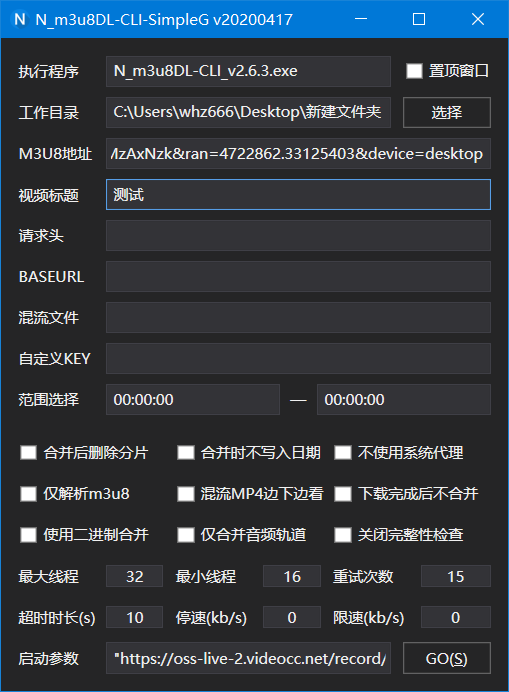 N_m3u8DL-CLI-SimpleG v20200417
执行程序 N_m3u8DL-CLI_v2.6.3.exe 置顶窗口
工作目录 C:\Users\whz666\Desktop\新建文件夹 选择
M3U8地址 MzAxNzk&ran=4722862.33125403&device=desktop
视频标题 测试
请求头
BASEURL
混流文件
自定义KEY
范围选择 00:00:00 — 00:00:00
合并后删除分片 合并时不写入日期 不使用系统代理
仅解析m3u8 混流MP4边下边看 下载完成后不合并
使用二进制合并 仅合并音频轨道 关闭完整性检查
最大线程 32 最小线程 16 重试次数 15
超时时长(s) 10 停速(kb/s) 0 限速(kb/s) 0
启动参数 "https://oss-live-2.videocc.net/record/ GO(S)